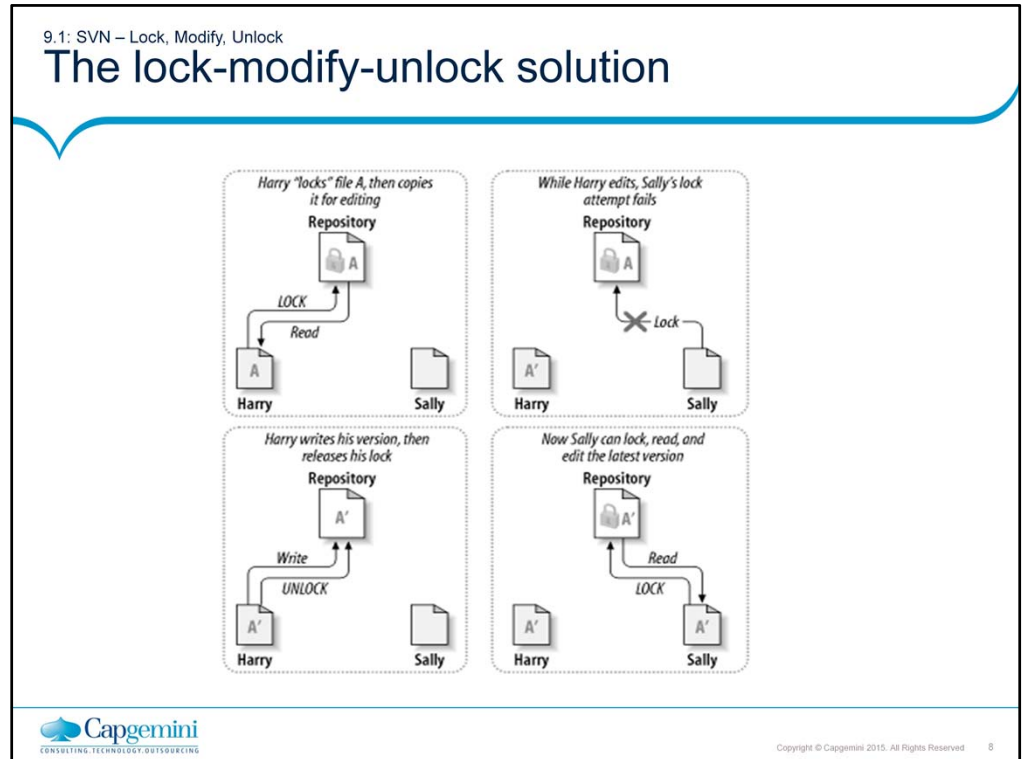 9.1: SVN – Lock, Modify, Unlock
The lock-modify-unlock solution
Harry "locks" file A, then copies
it for editing
Repository
A
LOCK
Read
A
Harry
Sally
While Harry edits, Sally's lock
attempt fails
Repository
A
Lock
A′
Harry
Sally
Harry writes his version, then
releases his lock
Repository
A′
Write
UNLOCK
A′
Harry
Sally
Now Sally can lock, read, and
edit the latest version
Repository
A′
Read
LOCK
A′
A′
Harry
Sally
Capgemini
CONSULTING.TECHNOLOGY.OUTSOURCING
Copyright © Capgemini 2015. All Rights Reserved 8